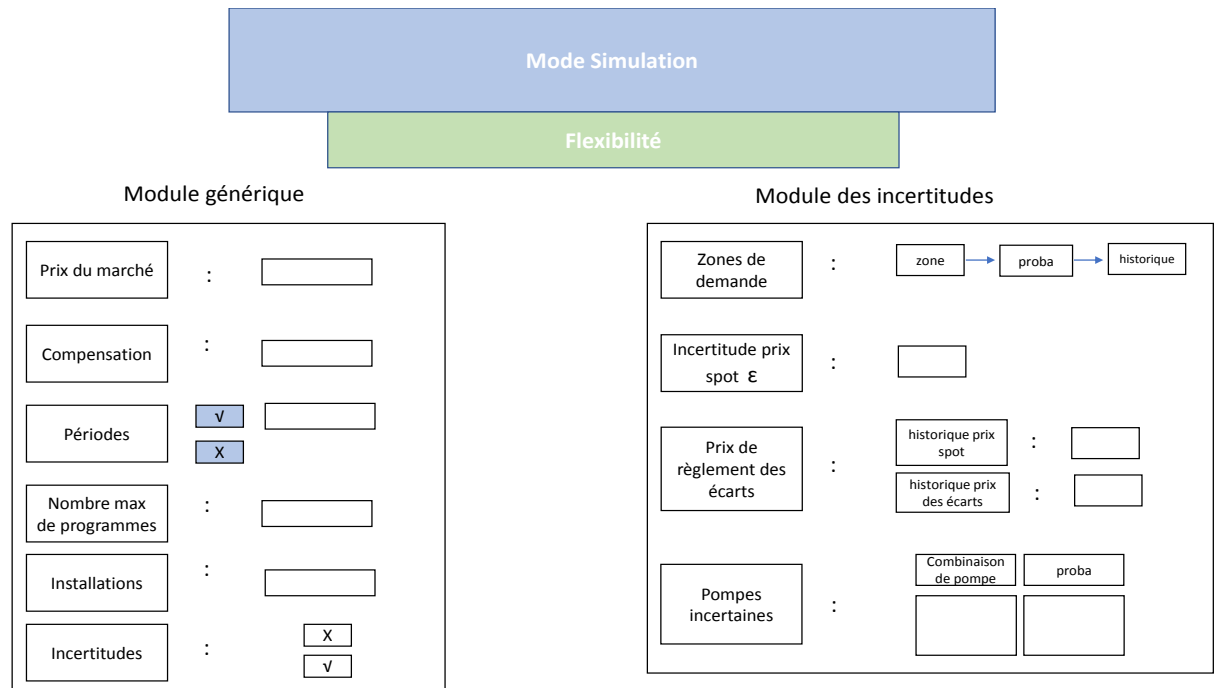 Mode Simulation
Flexibilité
Module générique
Module des incertitudes
Prix du marché :
Compensation :
Périodes √
X
Nombre max
de programmes :
Installations :
Incertitudes : X
√
Zones de
demande : zone proba historique
Incertitude prix
spot ε :
Prix de
règlement des
écarts :
historique prix
spot :
historique prix
des écarts :
Pompes
incertaines :
Combinaison
de pompe
proba